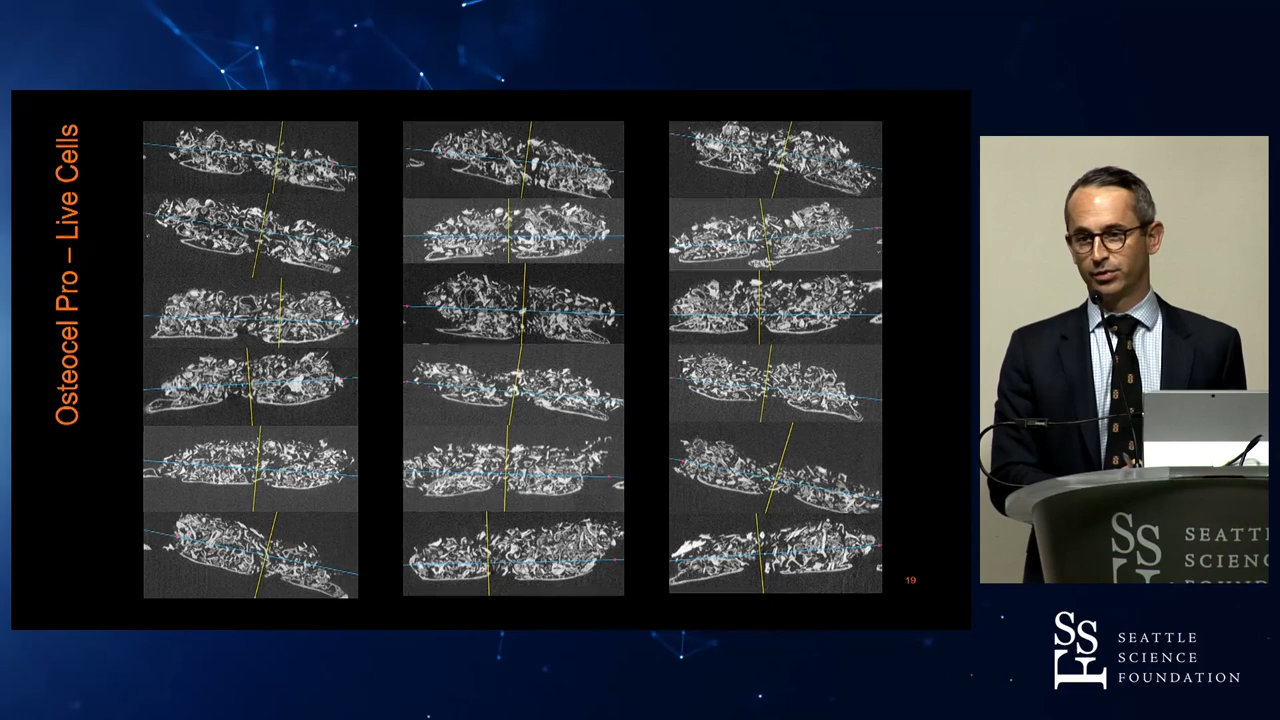 Osteocel Pro – Live Cells
19
SEATTLE
SCIENCE
FOUNDATION